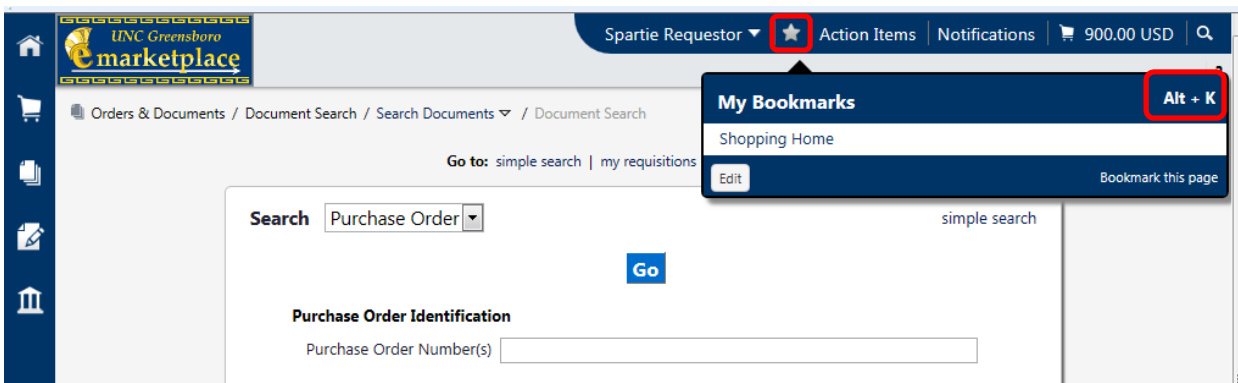 UNC Greensboro
emarketplace
Spartie Requestor ▼ Action Items Notifications 900.00 USD
Orders & Documents / Document Search / Search Documents / Document Search
My Bookmarks Alt + K
Shopping Home
Edit Bookmark this page
Go to: simple search | my requisitions
Search Purchase Order simple search
Go
Purchase Order Identification
Purchase Order Number(s)